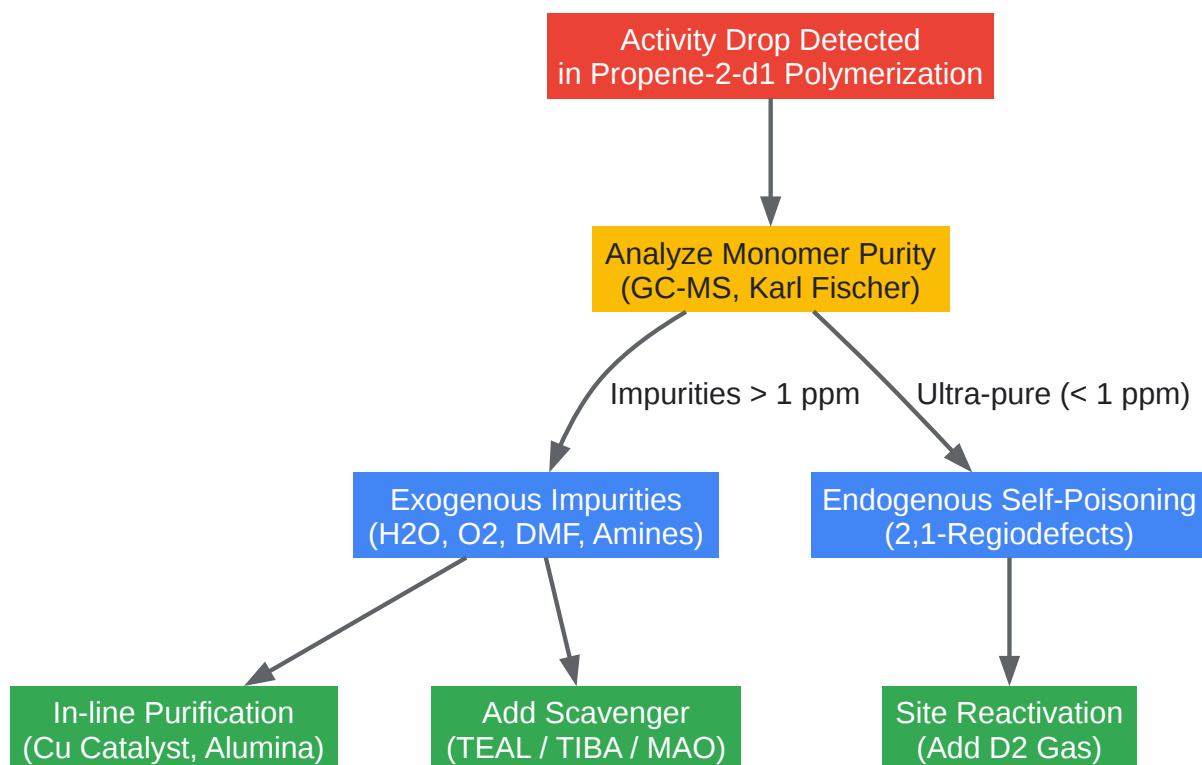 Activity Drop Detected
in Propene-2-d1 Polymerization
Analyze Monomer Purity
(GC-MS, Karl Fischer)
Impurities > 1 ppm
Ultra-pure (< 1 ppm)
Exogenous Impurities
(H2O, O2, DMF, Amines)
Endogenous Self-Poisoning
(2,1-Regiodefects)
In-line Purification
(Cu Catalyst, Alumina)
Add Scavenger
(TEAL / TIBA / MAO)
Site Reactivation
(Add D2 Gas)